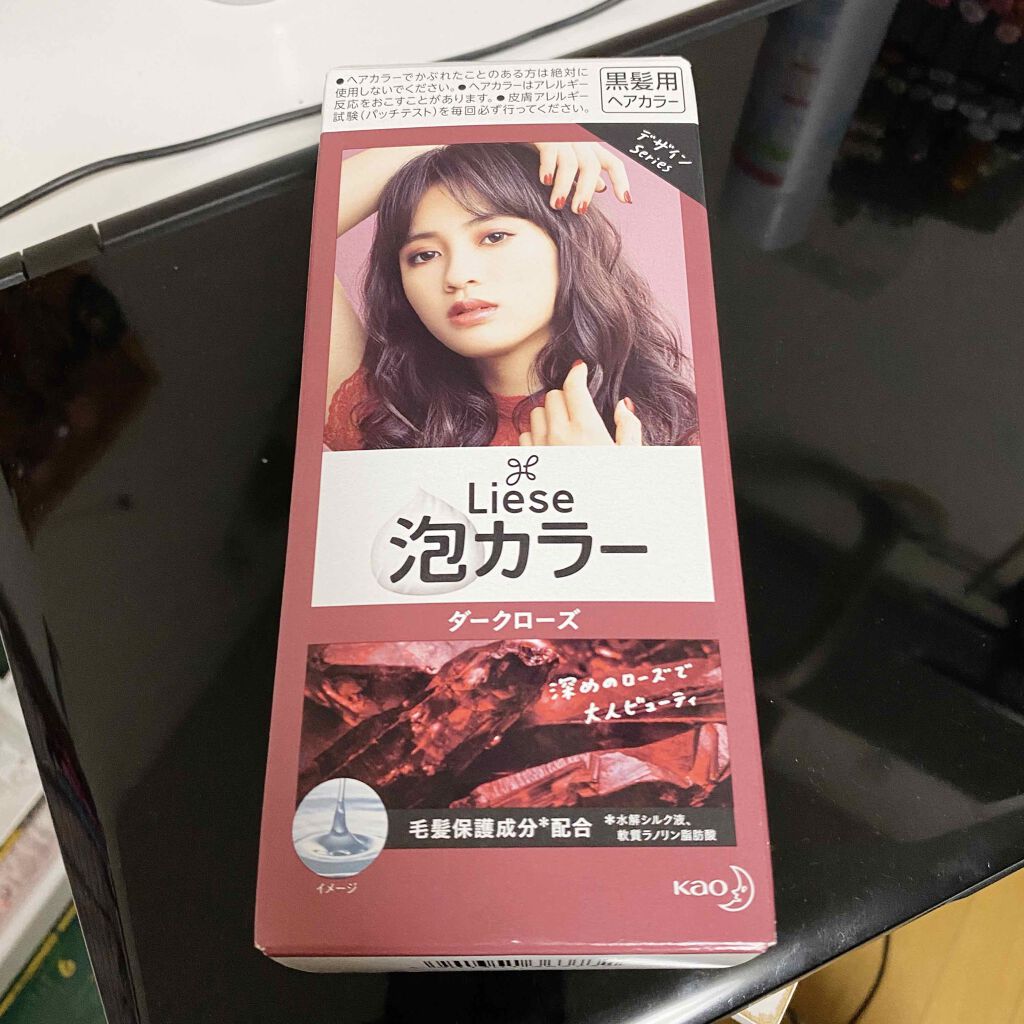 ●ヘアカラーでかぶれたことのある方は絶対に
使用しないでください。●ヘアカラーはアレルギー
反応をおこすことがあります。●皮膚アレルギー
試験(パッチテスト)を毎回必ず行ってください。
黒髪用
ヘアカラー
デザイン
Series
Liese
泡カラー
ダークローズ
深めのローズで
大人ビューティ
毛髪保護成分*配合
*水解シルク液、
軟質ラノリン脂肪酸
イメージ
Kao